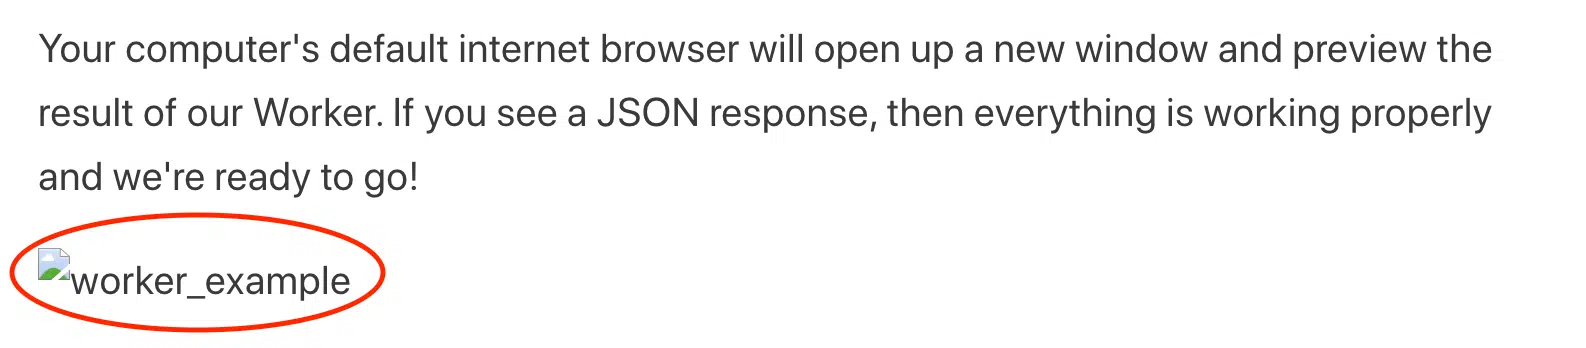 Your computer's default internet browser will open up a new window and preview the
result of our Worker. If you see a JSON response, then everything is working properly
and we're ready to go!
worker_example